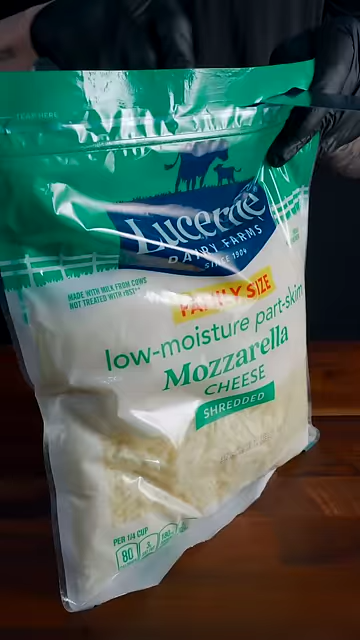 TEAR HERE
Lucerne
DAIRY FARMS
SINCE 1904
MADE WITH MILK FROM COWS
NOT TREATED WITH rBST**
FAMILY SIZE
low-moisture part-skim
Mozzarella
CHEESE
SHREDDED
PER 1/4 CUP
80